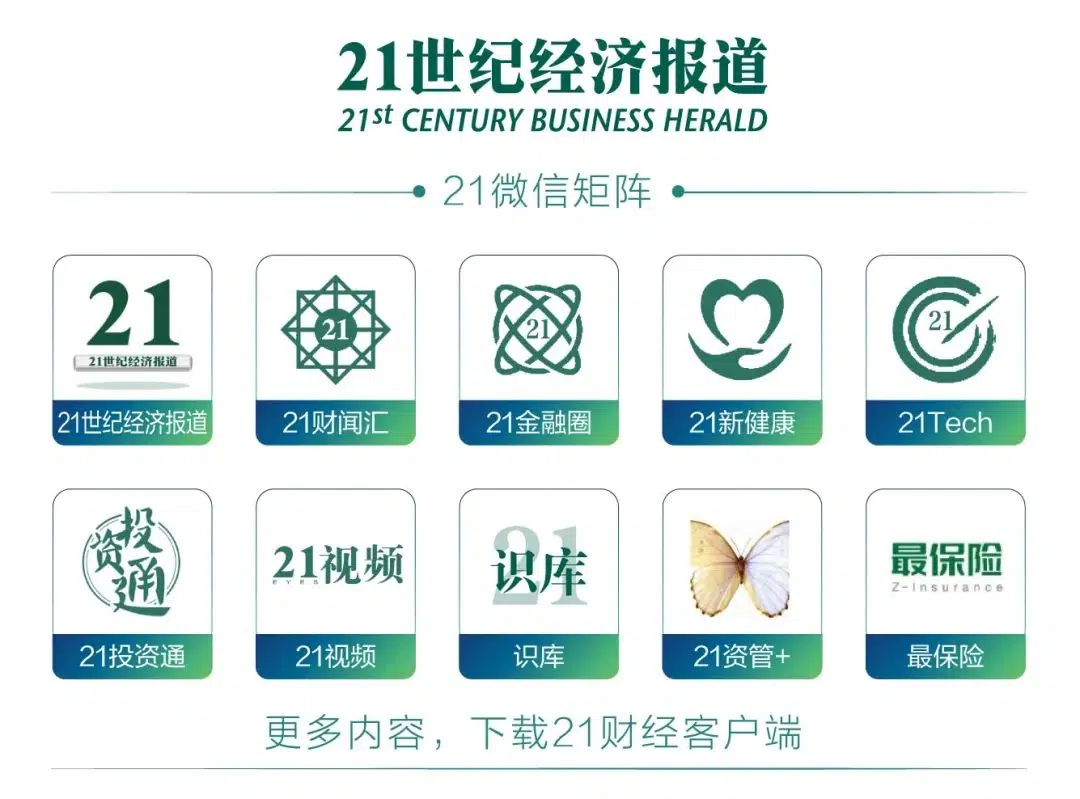 21世纪经济报道
21st CENTURY BUSINESS HERALD
21微信矩阵
21
21世纪经济报道
21世纪经济报道
21
21财闻汇
21
21金融圈
21新健康
21
21Tech
投资通
21投资通
21视频
EYES
21视频
21
识库
识库
21资管+
最保险
Z-insurance
最保险
更多内容，下载21财经客户端